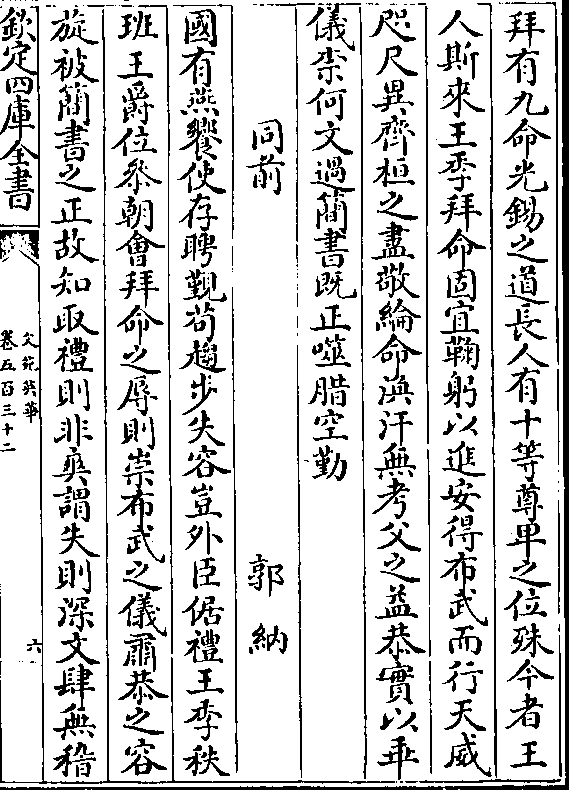 拜有九命光錫之道長人有十等尊卑之位殊今者王
人斯來王季拜命固宜鞠躬以進安得布武而行天威
咫尺異齊桓之盡敬綸命渙汗無考父之益恭實以乖
儀柰何文過簡書既正噬腊空勤
同前 郭納
國有燕饗使存聘覲茍趨步失容豈外臣倨禮王季秩
班王爵位叅朝會拜命之辱則崇布武之儀肅恭之容
旋被簡書之正故知取禮則非爽謂失則深文肆無稽
欽定四庫全書
文苑英華
卷五百三十二
六